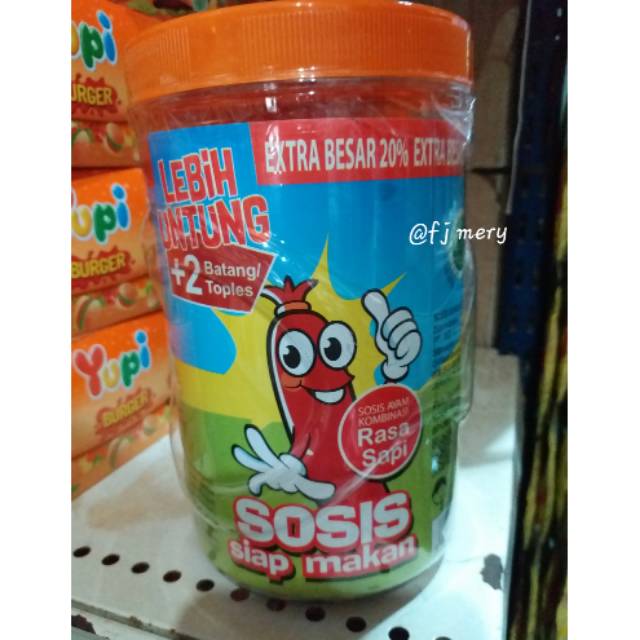 Yupi
BURGER
Yupi
BURGER
Yupi
BURGER
EXTRA BESAR 20% EXTRA
LEBIH
UNTUNG
+2 Batang/
Toples
@fj mery
SOSIS AYAM
KOMBINASI
Rasa
Sapi
SOSIS
siap makan